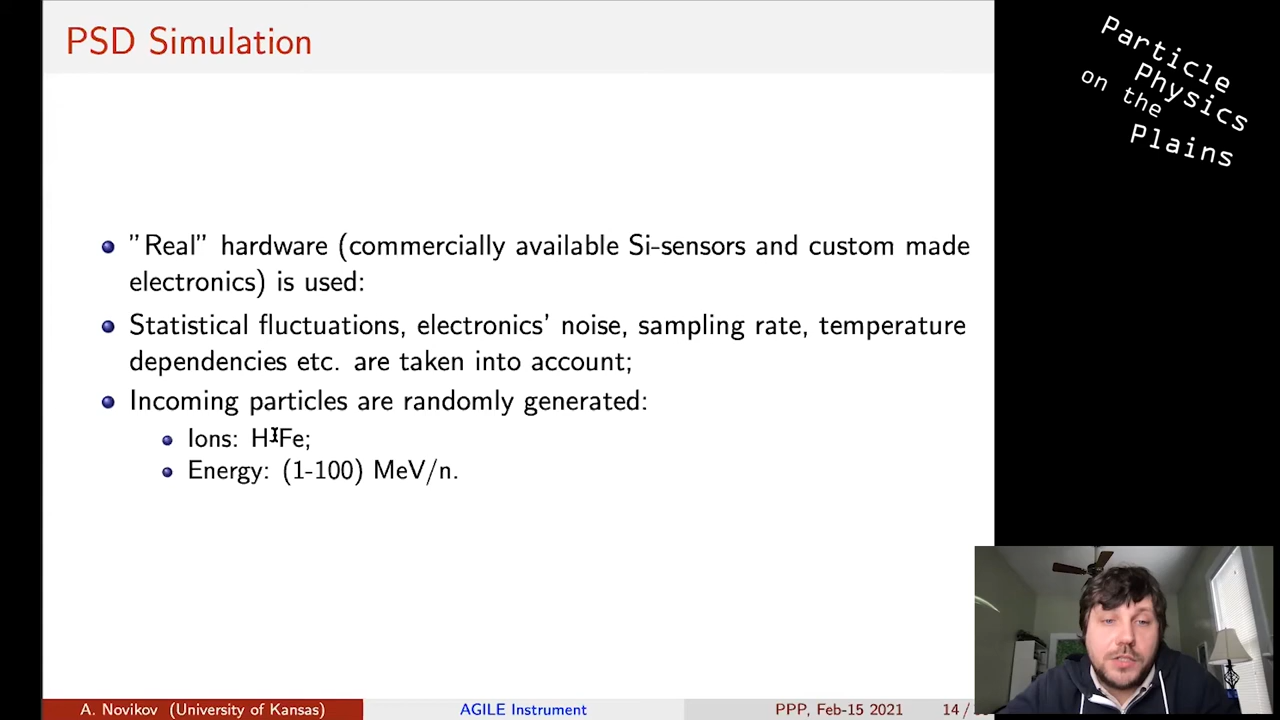 PSD Simulation
Particle
Physics
on the
Plains
"Real" hardware (commercially available Si-sensors and custom made
electronics) is used:
Statistical fluctuations, electronics' noise, sampling rate, temperature
dependencies etc. are taken into account;
Incoming particles are randomly generated:
Ions: H-Fe;
Energy: (1-100) MeV/n.
A. Novikov (University of Kansas)
AGILE Instrument
PPP, Feb-15 2021
14 /